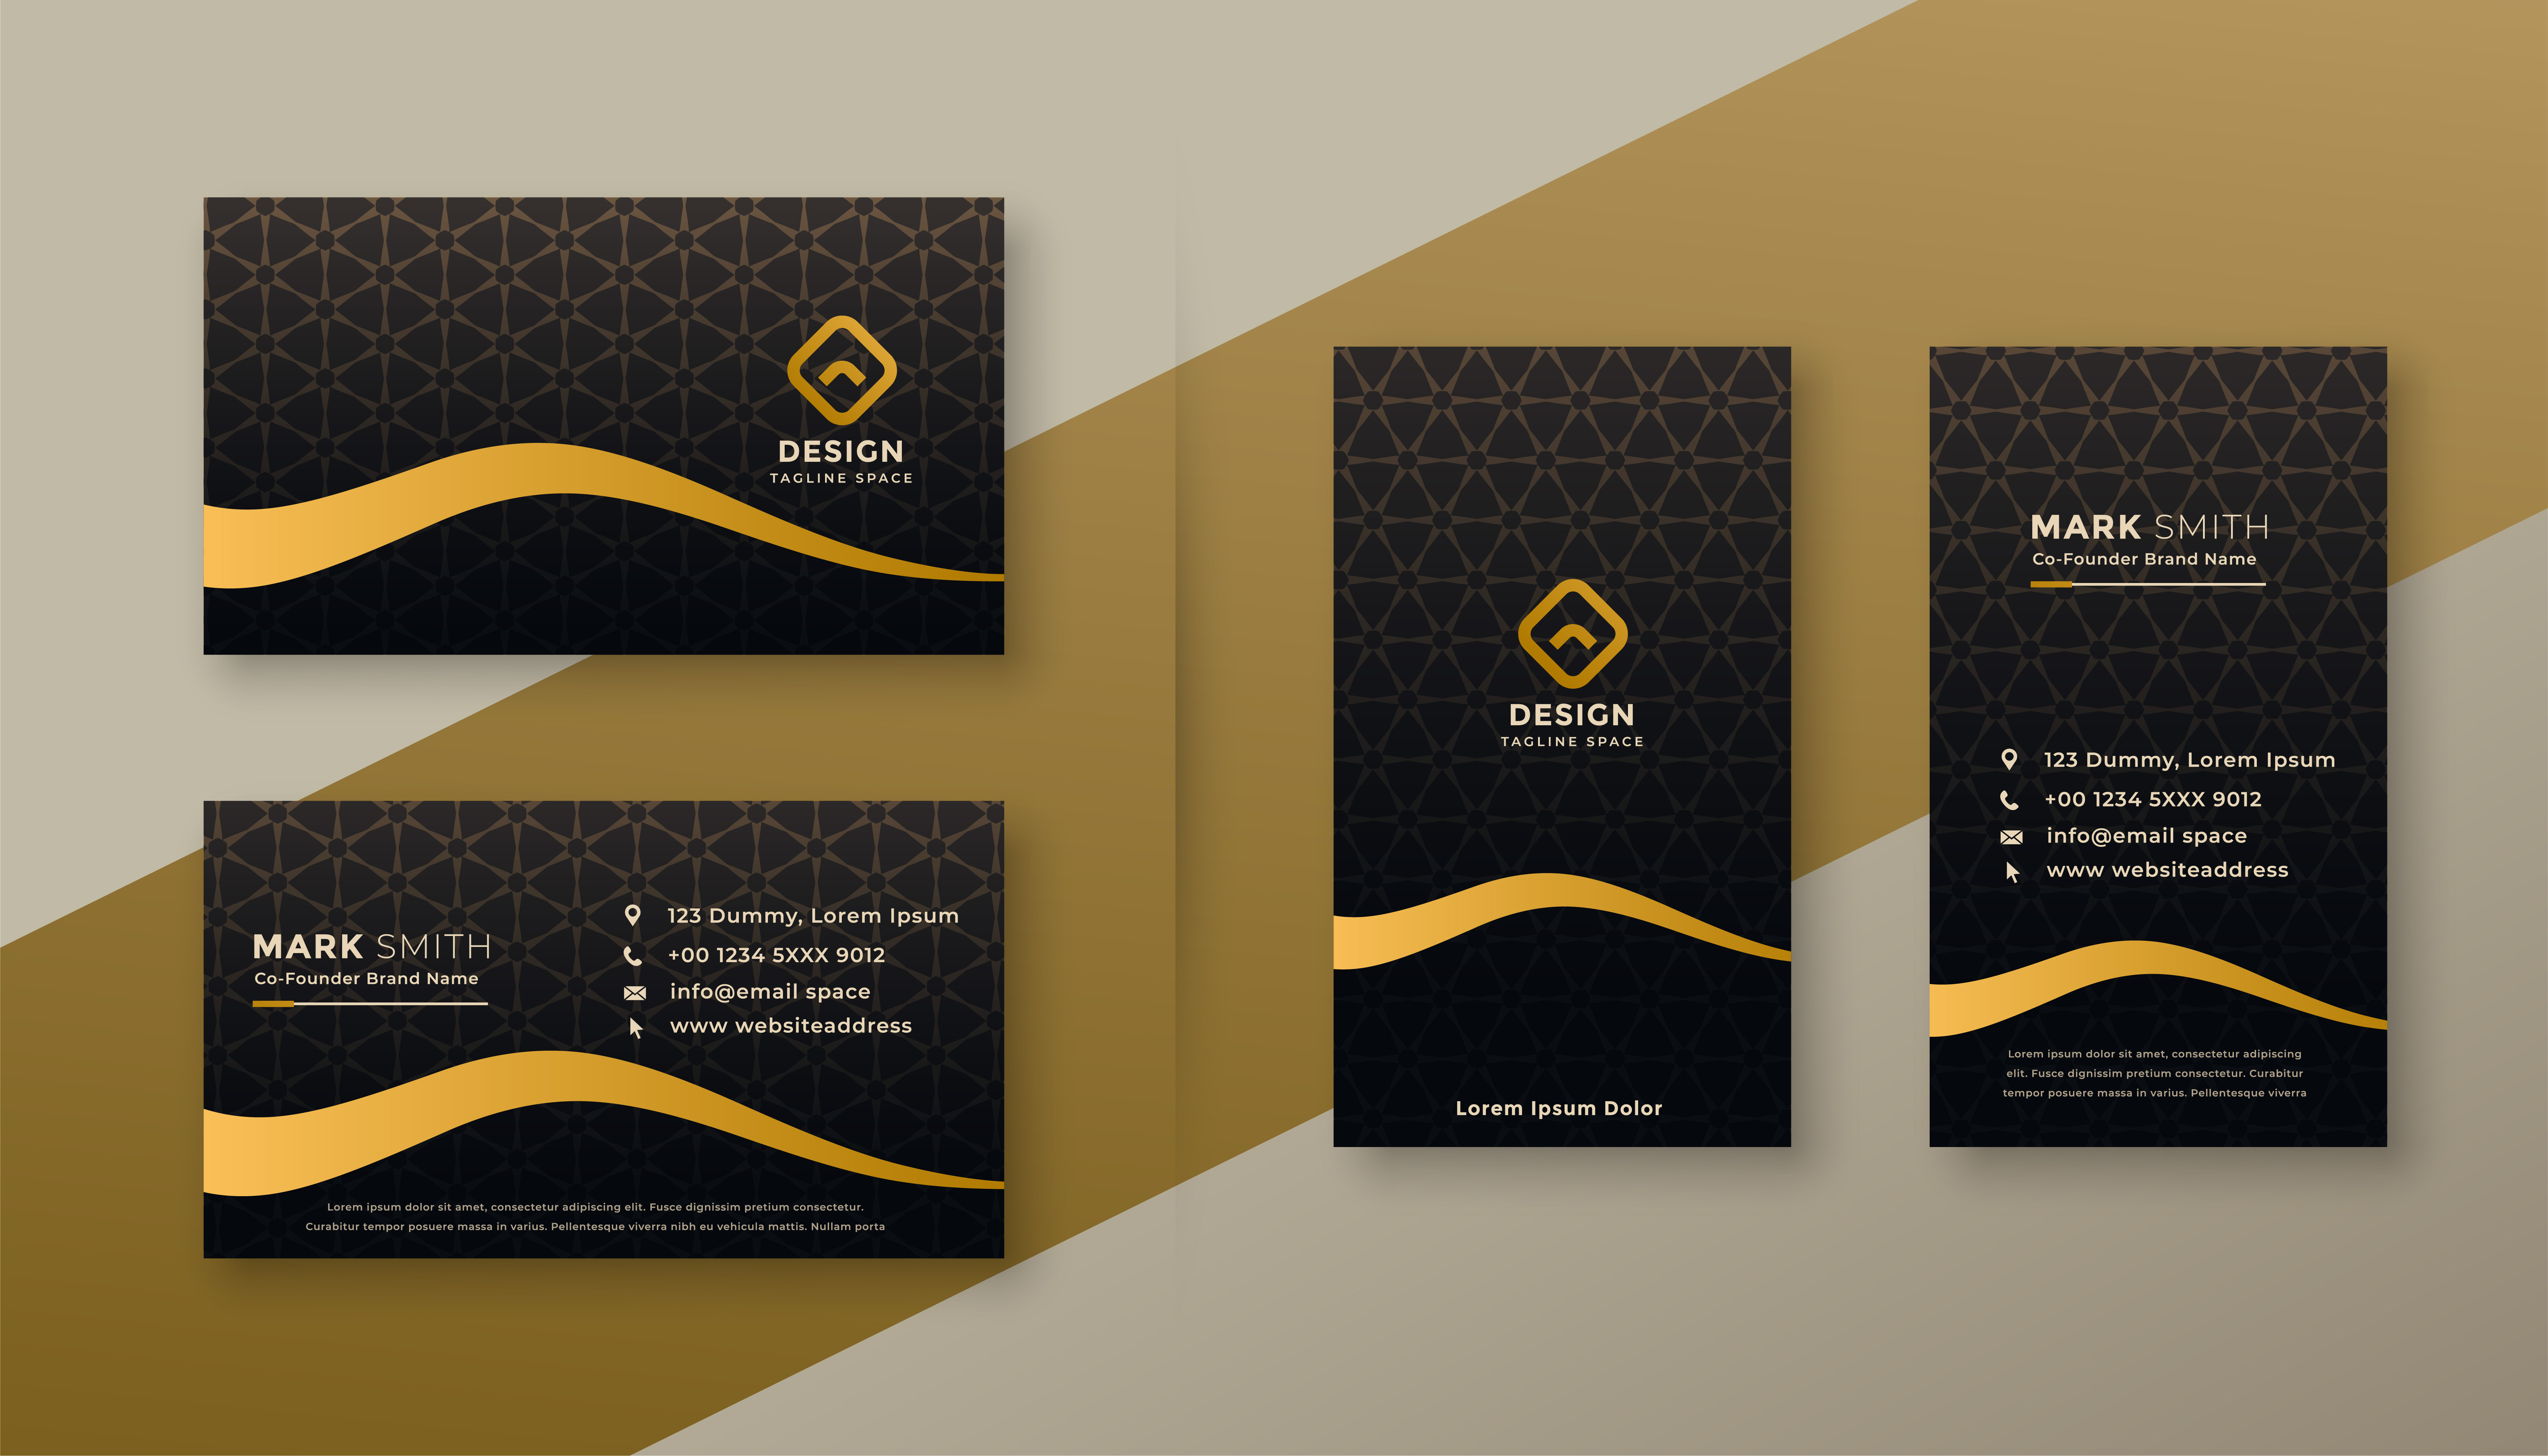 DESIGN
TAGLINE SPACE
MARK SMITH
Co-Founder Brand Name
123 Dummy, Lorem Ipsum
+00 1234 5XXX 9012
info@email space
www websiteaddress
Lorem ipsum dolor sit amet, consectetur adipiscing elit. Fusce dignissim pretium consectetur.
Curabitur tempor posuere massa in varius. Pellentesque viverra nibh eu vehicula mattis. Nullam porta
DESIGN
TAGLINE SPACE
Lorem Ipsum Dolor
MARK SMITH
Co-Founder Brand Name
123 Dummy, Lorem Ipsum
+00 1234 5XXX 9012
info@email space
www websiteaddress
Lorem ipsum dolor sit amet, consectetur adipiscing
elit. Fusce dignissim pretium consectetur. Curabitur
tempor posuere massa in varius. Pellentesque viverra